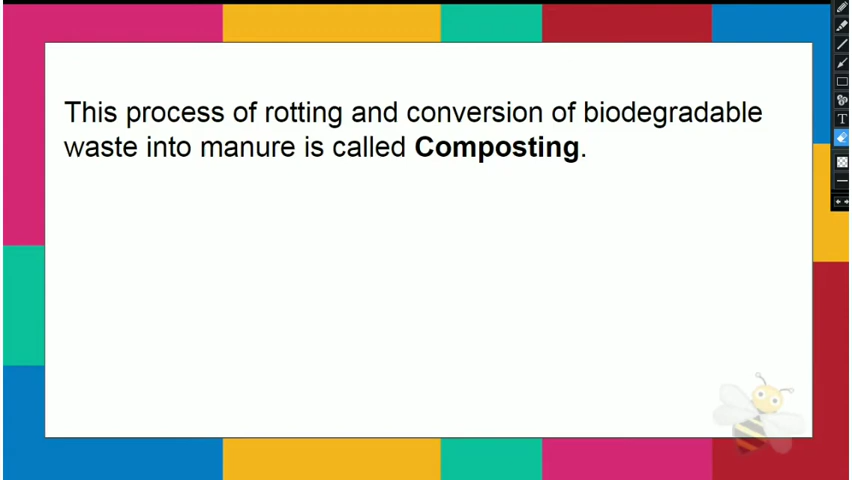 This process of rotting and conversion of biodegradable
waste into manure is called Composting.